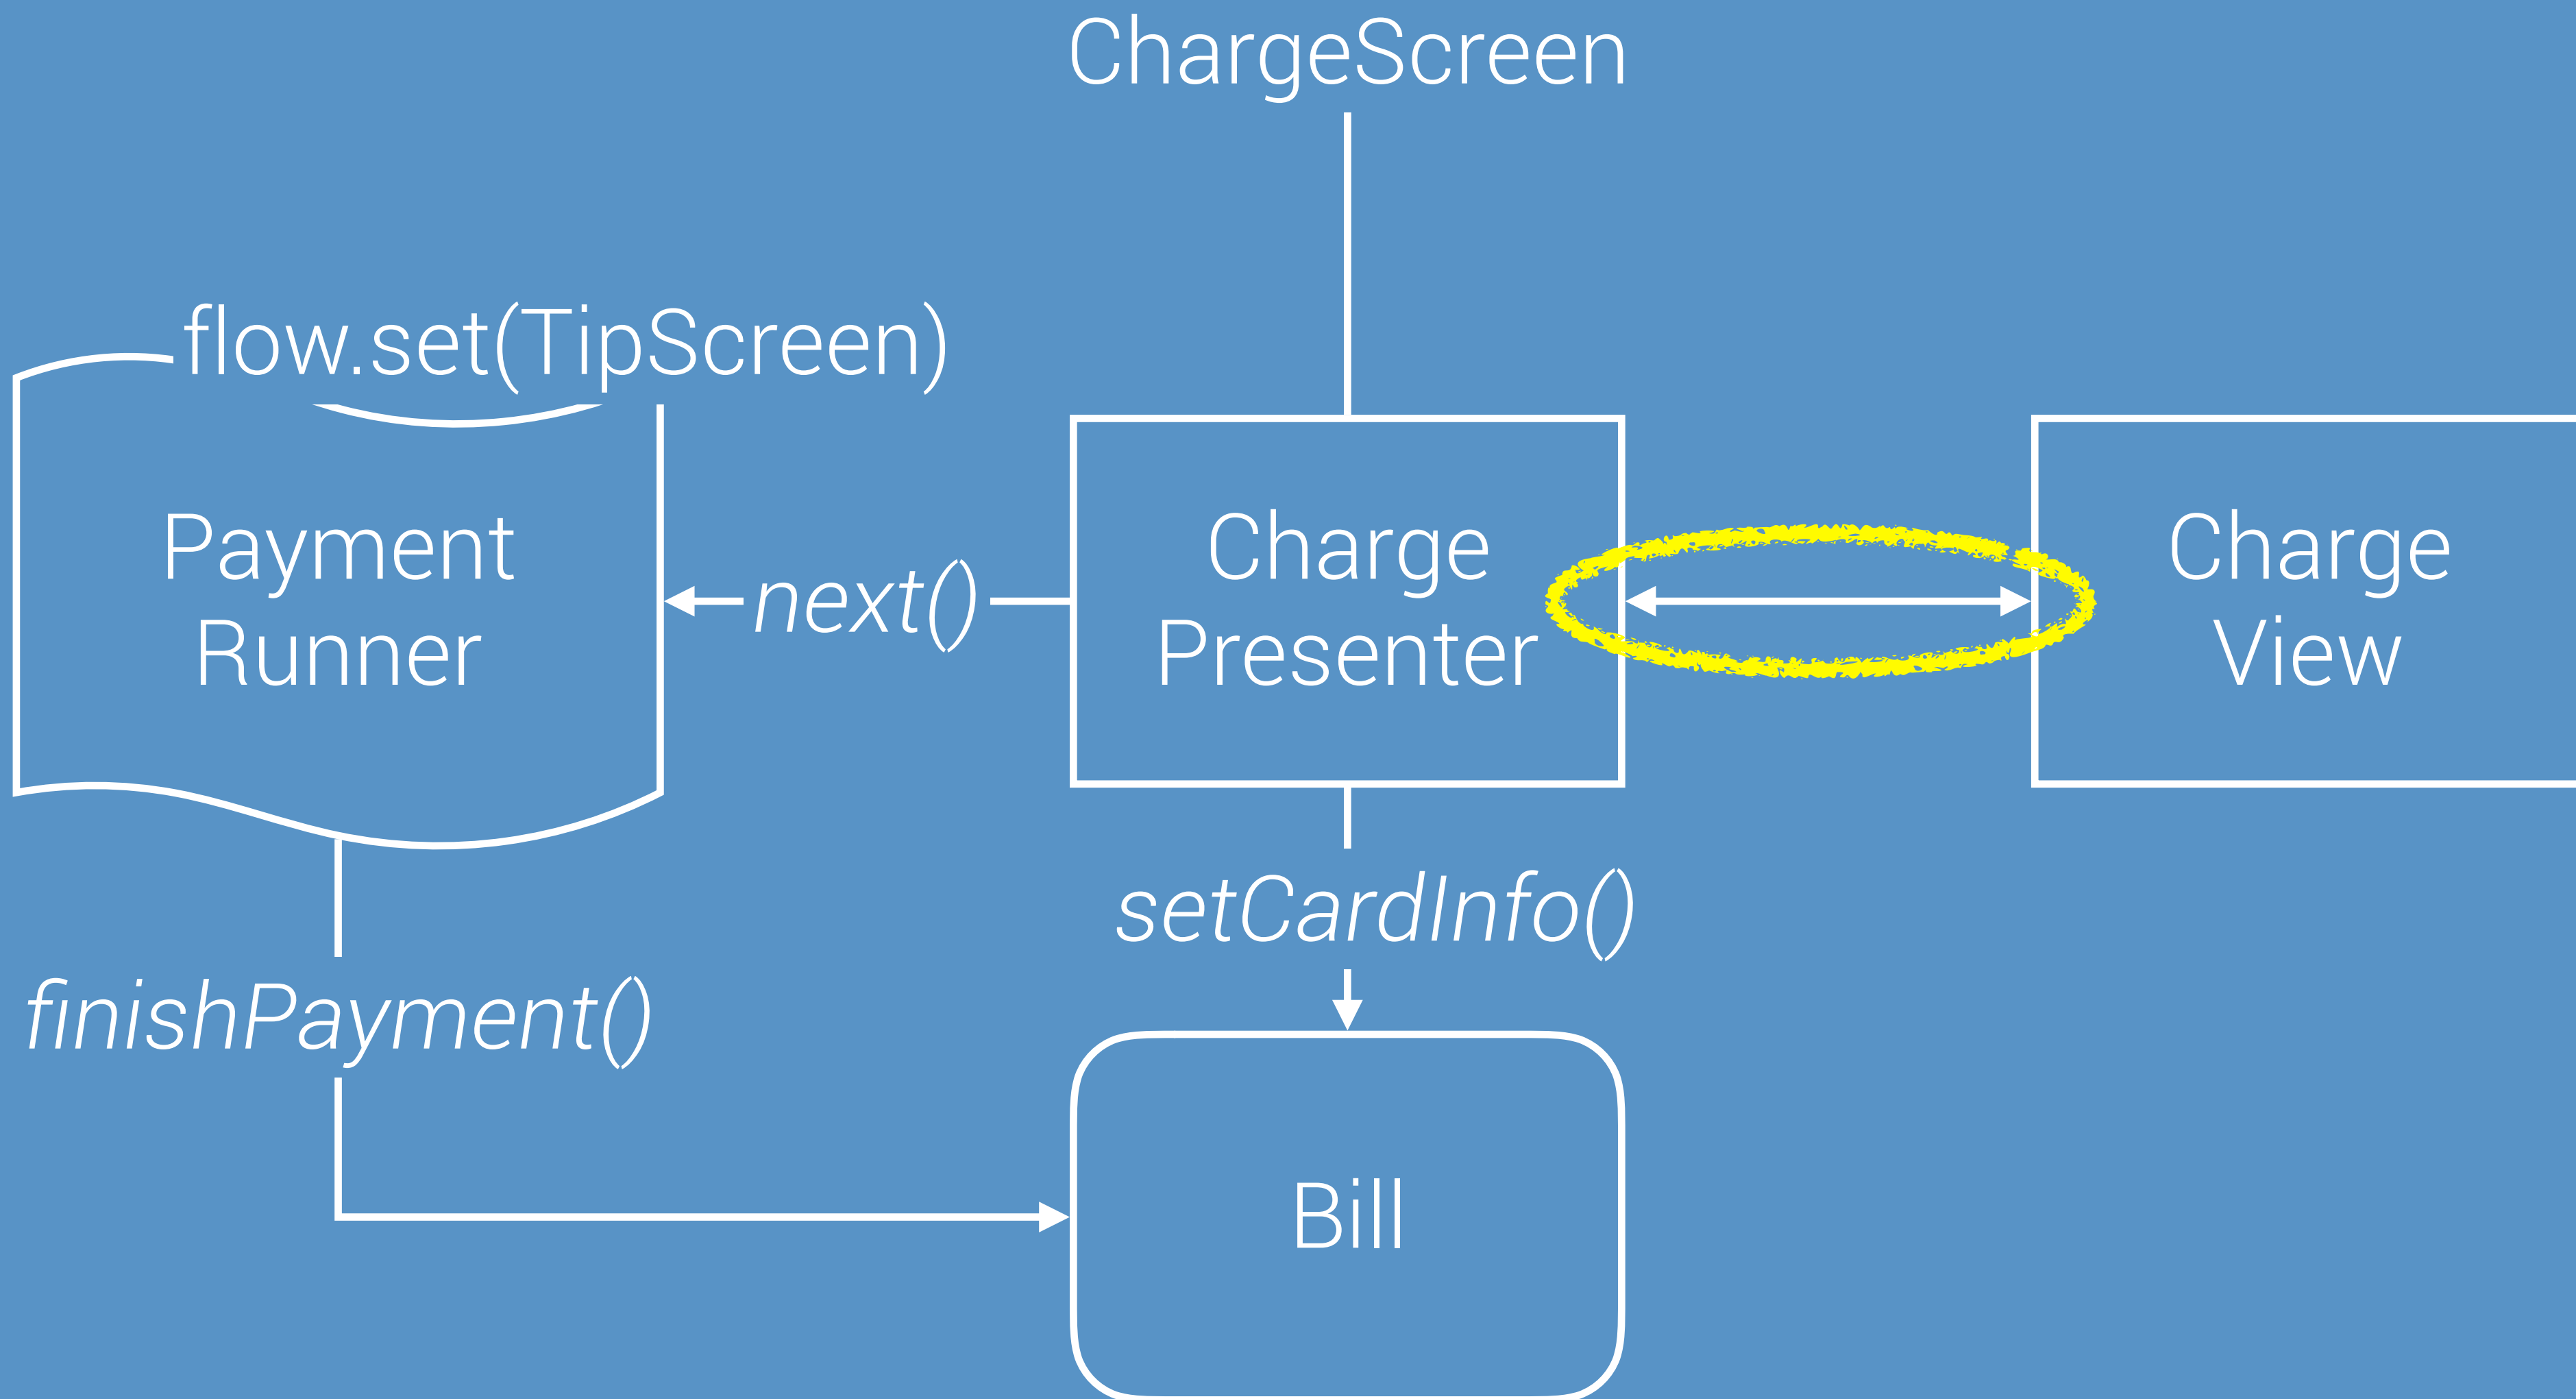 ChargeScreen
flow.set(TipScreen)
Payment
Runner
next()
Charge
Presenter
Charge
View
setCardInfo()
finishPayment()
Bill